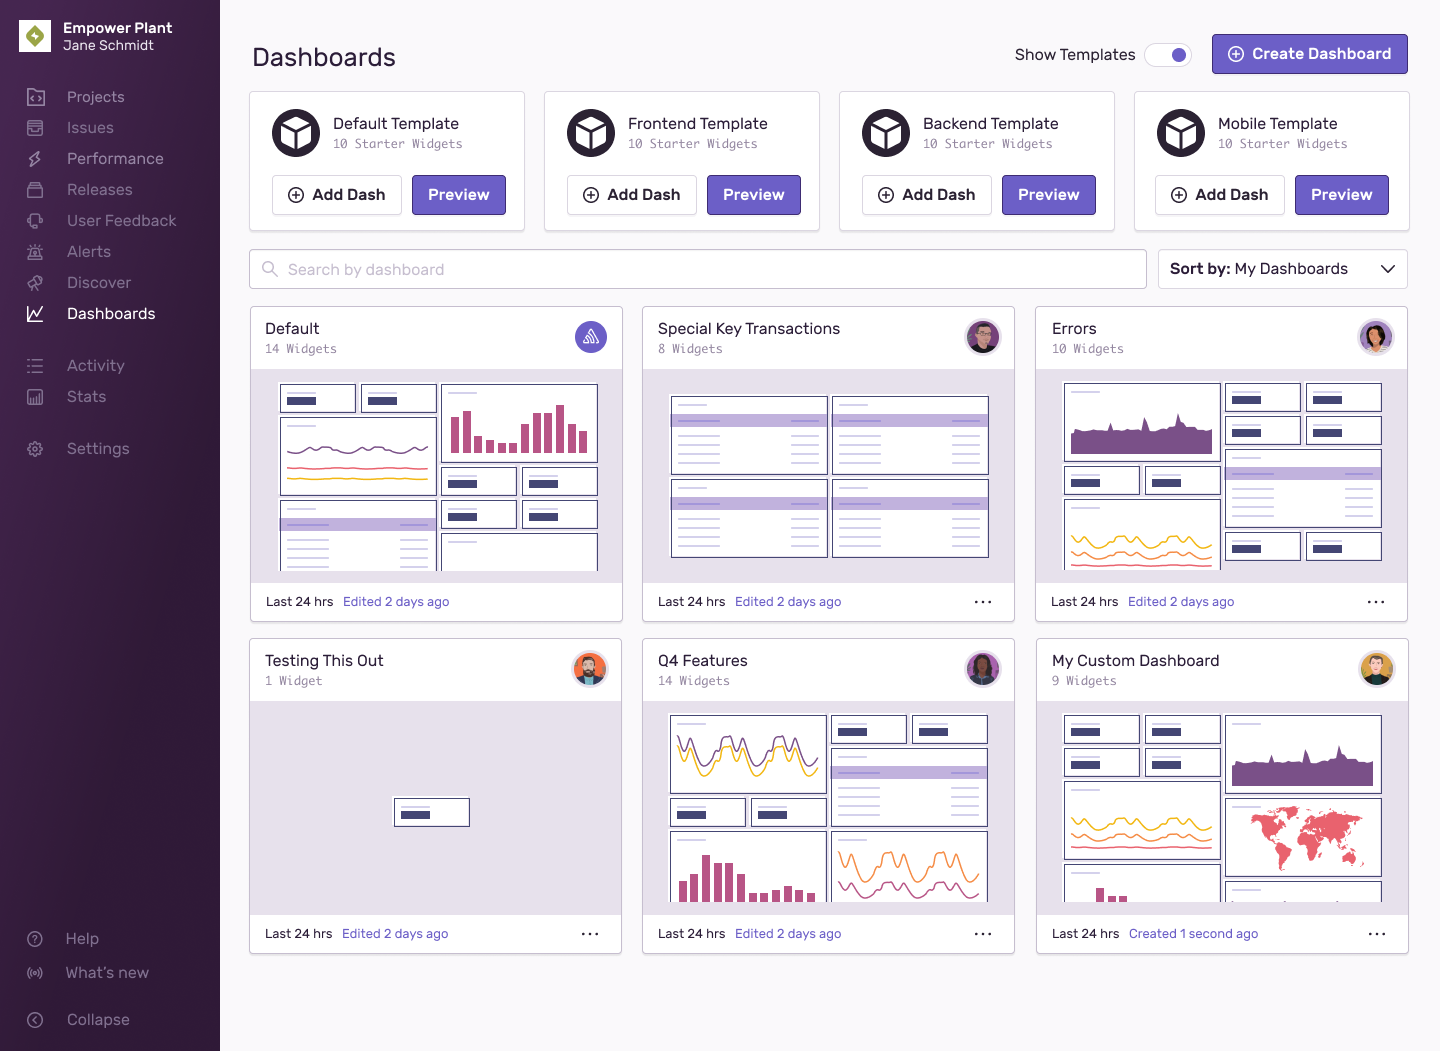 Empower Plant
Jane Schmidt
Projects
Issues
Performance
Releases
User Feedback
Alerts
Discover
Dashboards
Activity
Stats
Settings
Help
What's new
Collapse
Dashboards
Show Templates
Create Dashboard
Default Template
10 Starter Widgets
Add Dash
Preview
Frontend Template
10 Starter Widgets
Add Dash
Preview
Backend Template
10 Starter Widgets
Add Dash
Preview
Mobile Template
10 Starter Widgets
Add Dash
Preview
Search by dashboard
Sort by: My Dashboards
Default
14 Widgets
Last 24 hrs Edited 2 days ago
Special Key Transactions
8 Widgets
Last 24 hrs Edited 2 days ago
Errors
10 Widgets
Last 24 hrs Edited 2 days ago
Testing This Out
1 Widget
Last 24 hrs Edited 2 days ago
Q4 Features
14 Widgets
Last 24 hrs Edited 2 days ago
My Custom Dashboard
9 Widgets
Last 24 hrs Created 1 second ago